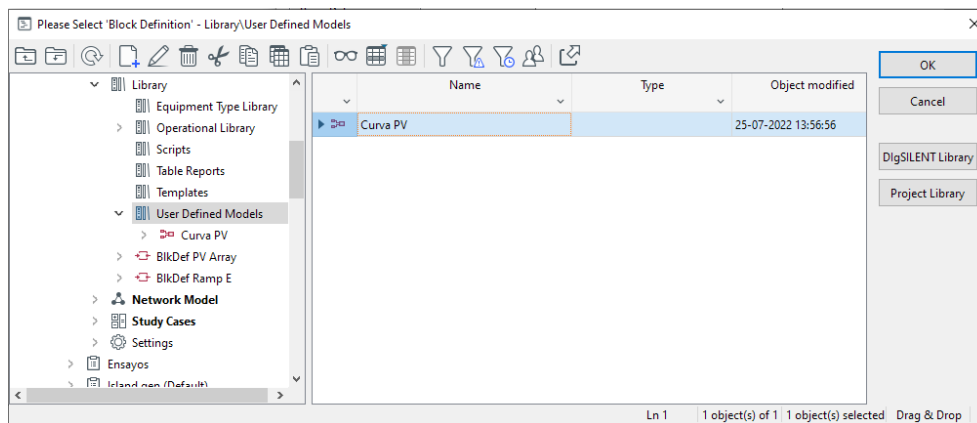 Please Select 'Block Definition' - Library\User Defined Models
Library
Equipment Type Library
Operational Library
Scripts
Table Reports
Templates
User Defined Models
Curva PV
BlkDef PV Array
BlkDef Ramp E
Network Model
Study Cases
Settings
Ensayos
Island gen (Default)
Name Type Object modified
Curva PV 25-07-2022 13:56:56
OK
Cancel
DIgSILENT Library
Project Library
Ln 1 1 object(s) of 1 1 object(s) selected Drag & Drop